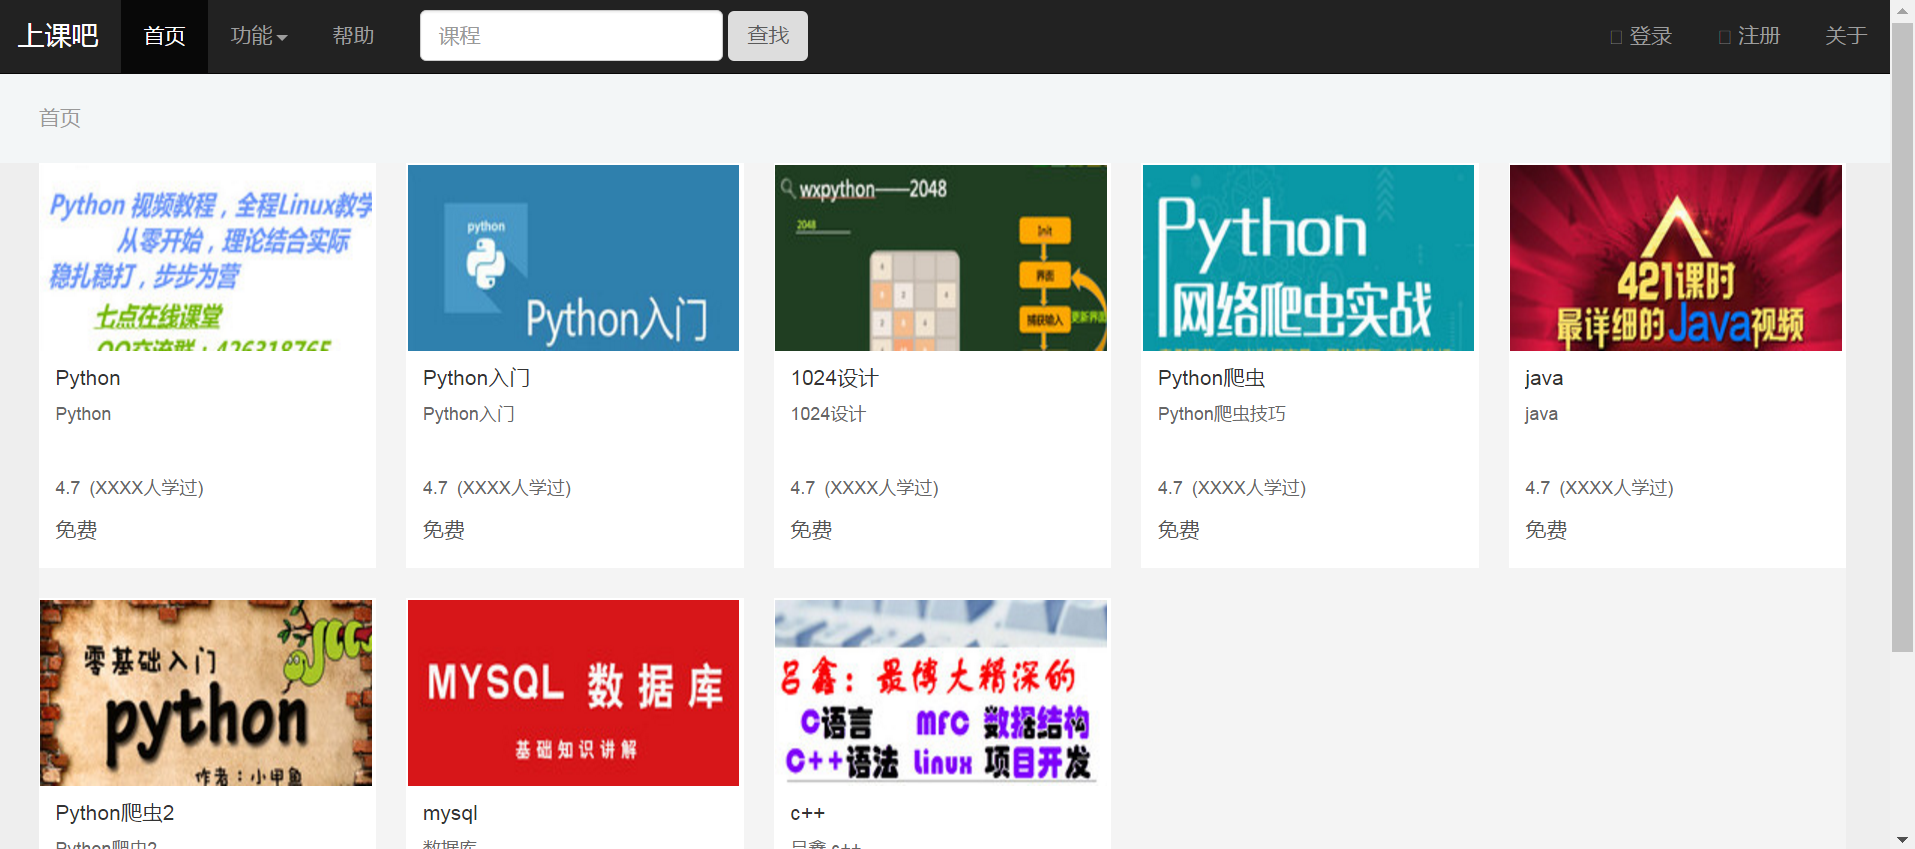 上课吧 首页 功能 帮助 课程 查找 登录 注册 关于
首页
Python 视频教程，全程Linux教学
从零开始，理论结合实际
稳扎稳打，步步为营
七点在线课堂
QQ交流群：426318765
Python
Python
4.7 (XXXX人学过)
免费
python
Python入门
Python入门
Python入门
4.7 (XXXX人学过)
免费
wxpython——2048
2048
Init
界面
捕获输入
更新界面
1024设计
1024设计
4.7 (XXXX人学过)
免费
Python
网络爬虫实战
Python爬虫
Python爬虫技巧
4.7 (XXXX人学过)
免费
421课时
最详细的Java视频
java
java
4.7 (XXXX人学过)
免费
零基础入门
python
作者：小甲鱼
Python爬虫2
Python爬虫2
MYSQL 数据库
基础知识讲解
mysql
数据库
吕鑫：最博大精深的
C语言 MFC 数据结构
C++语法 Linux 项目开发
c++
吕鑫 c++